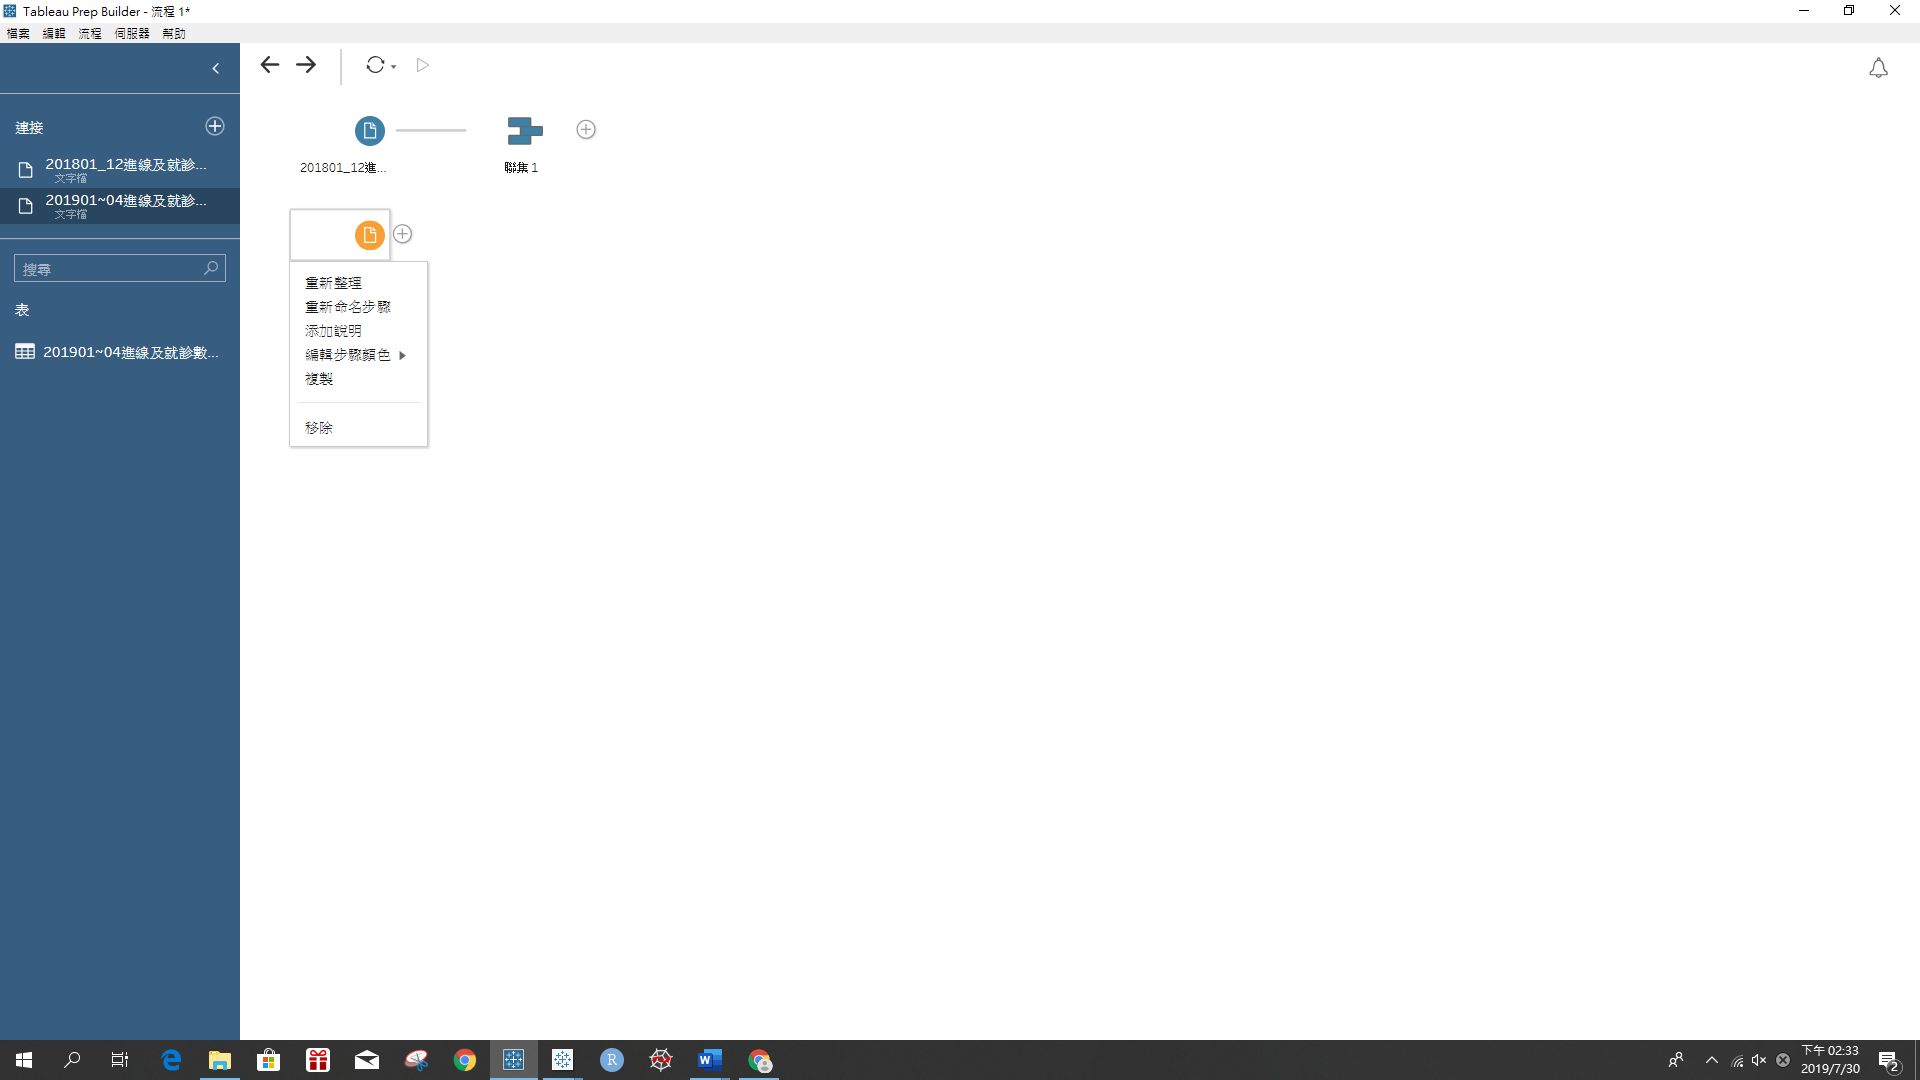 Tableau Prep Builder - 流程 1*
檔案 編輯 流程 伺服器 幫助
連接
201801_12進線及就診...
文字檔
201901~04進線及就診...
文字檔
搜尋
表
201901~04進線及就診數...
201801_12進...
聯集 1
重新整理
重新命名步驟
添加說明
編輯步驟顏色
複製
移除
下午 02:33
2019/7/30
2